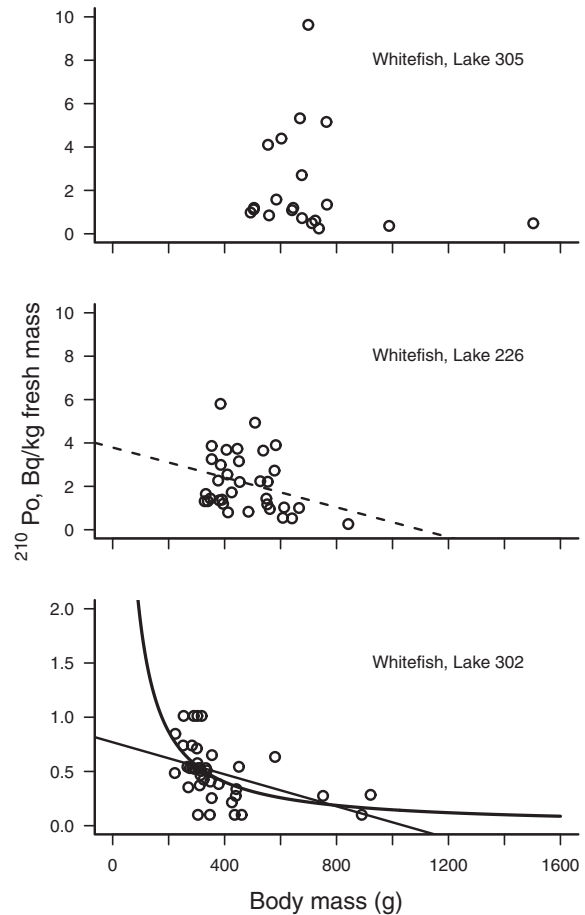 10
8
6
4
2
0
Whitefish, Lake 305
10
8
6
4
2
0
Whitefish, Lake 226
210 Po, Bq/kg fresh mass
2.0
1.5
1.0
0.5
0.0
Whitefish, Lake 302
0 400 800 1200 1600
Body mass (g)